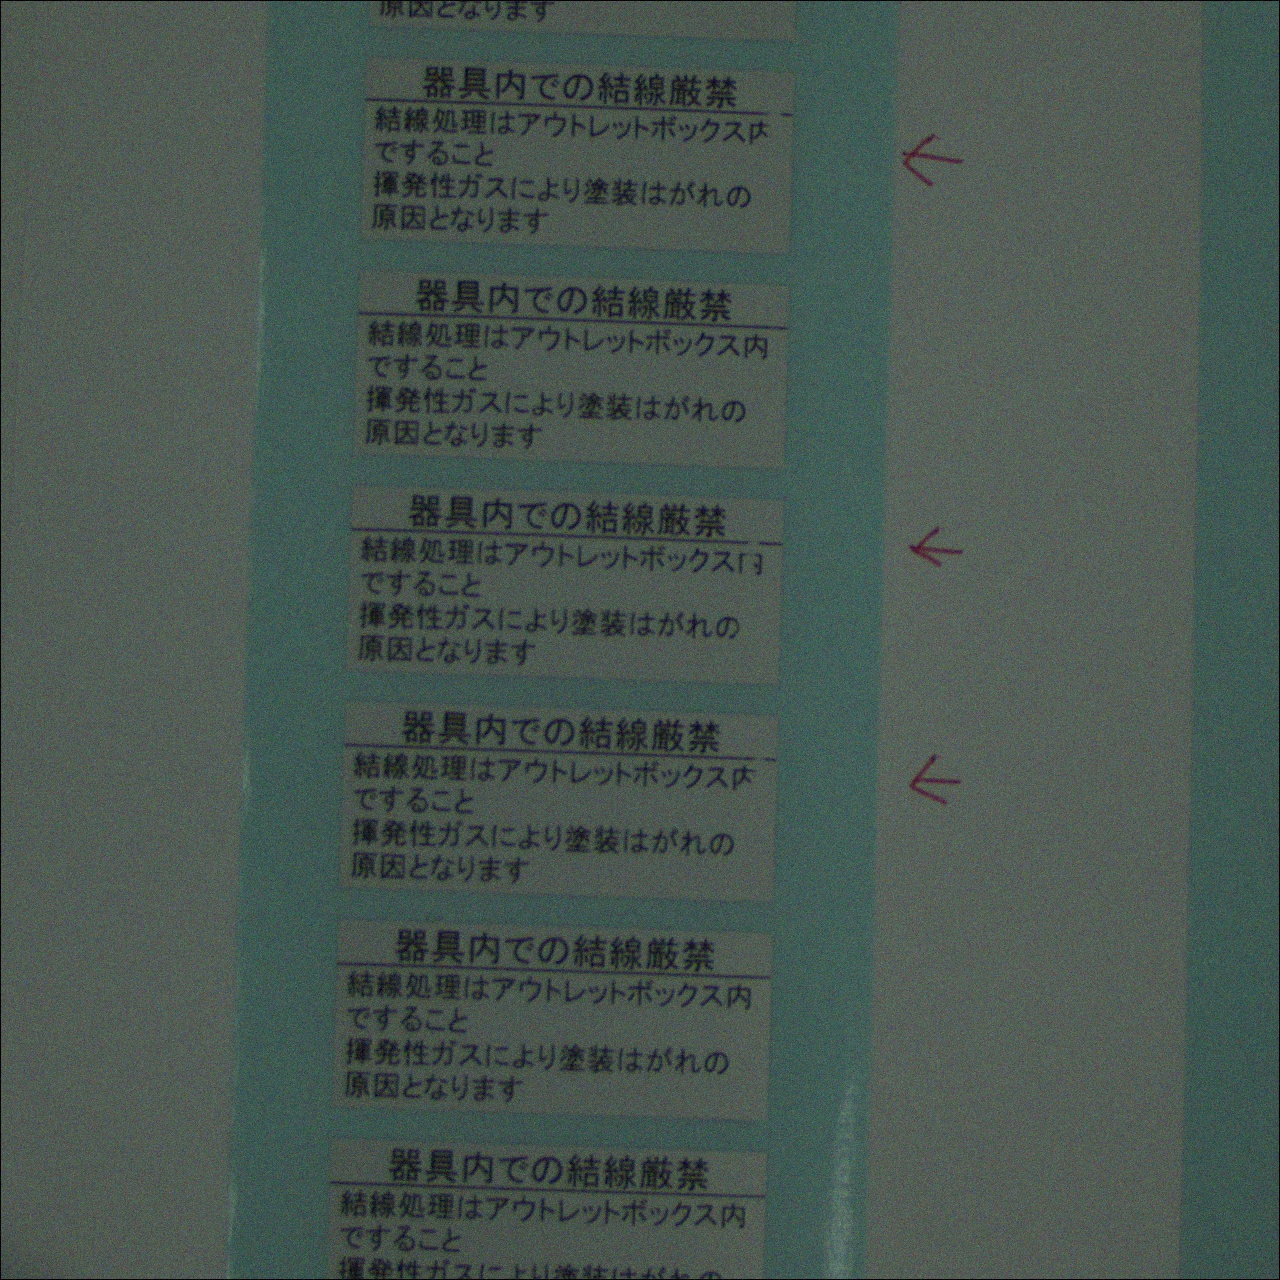 原因となります
器具内での結線厳禁
結線処理はアウトレットボックス内
ですること
揮発性ガスにより塗装はがれの
原因となります
器具内での結線厳禁
結線処理はアウトレットボックス内
ですること
揮発性ガスにより塗装はがれの
原因となります
器具内での結線厳禁
結線処理はアウトレットボックス内
ですること
揮発性ガスにより塗装はがれの
原因となります
器具内での結線厳禁
結線処理はアウトレットボックス内
ですること
揮発性ガスにより塗装はがれの
原因となります
器具内での結線厳禁
結線処理はアウトレットボックス内
ですること
揮発性ガスにより塗装はがれの
原因となります
器具内での結線厳禁
結線処理はアウトレットボックス内
ですること
揮発性ガスにより塗装はがれの